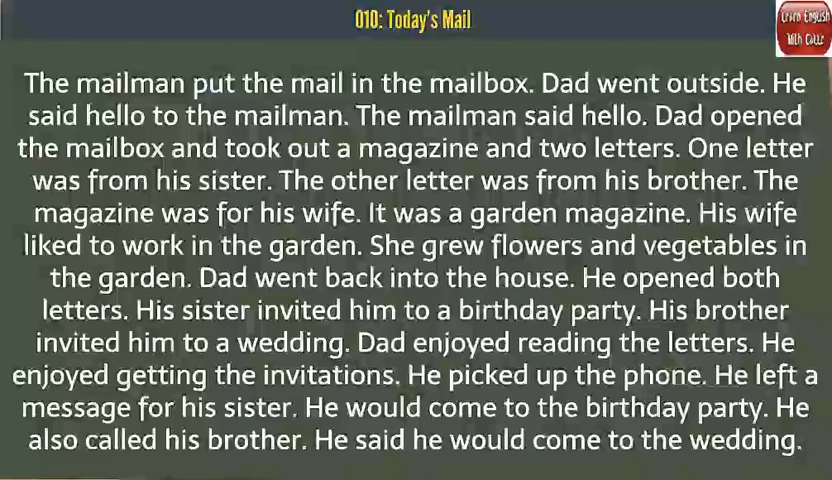 010: Today's Mail
Learn English
With Cutie
The mailman put the mail in the mailbox. Dad went outside. He
said hello to the mailman. The mailman said hello. Dad opened
the mailbox and took out a magazine and two letters. One letter
was from his sister. The other letter was from his brother. The
magazine was for his wife. It was a garden magazine. His wife
liked to work in the garden. She grew flowers and vegetables in
the garden. Dad went back into the house. He opened both
letters. His sister invited him to a birthday party. His brother
invited him to a wedding. Dad enjoyed reading the letters. He
enjoyed getting the invitations. He picked up the phone. He left a
message for his sister. He would come to the birthday party. He
also called his brother. He said he would come to the wedding.